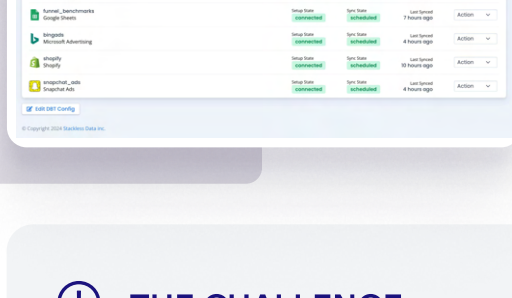 funnel_benchmarks Setup State Sync State Last Synced Action
Google Sheets connected scheduled 7 hours ago
bingads Setup State Sync State Last Synced Action
Microsoft Advertising connected scheduled 4 hours ago
shopify Setup State Sync State Last Synced Action
Shopify connected scheduled 10 hours ago
snapchat_ads Setup State Sync State Last Synced Action
Snapchat Ads connected scheduled 4 hours ago
Edit DBT Config
© Copyright 2024 Stackless Data Inc.
THE CHALLENGE